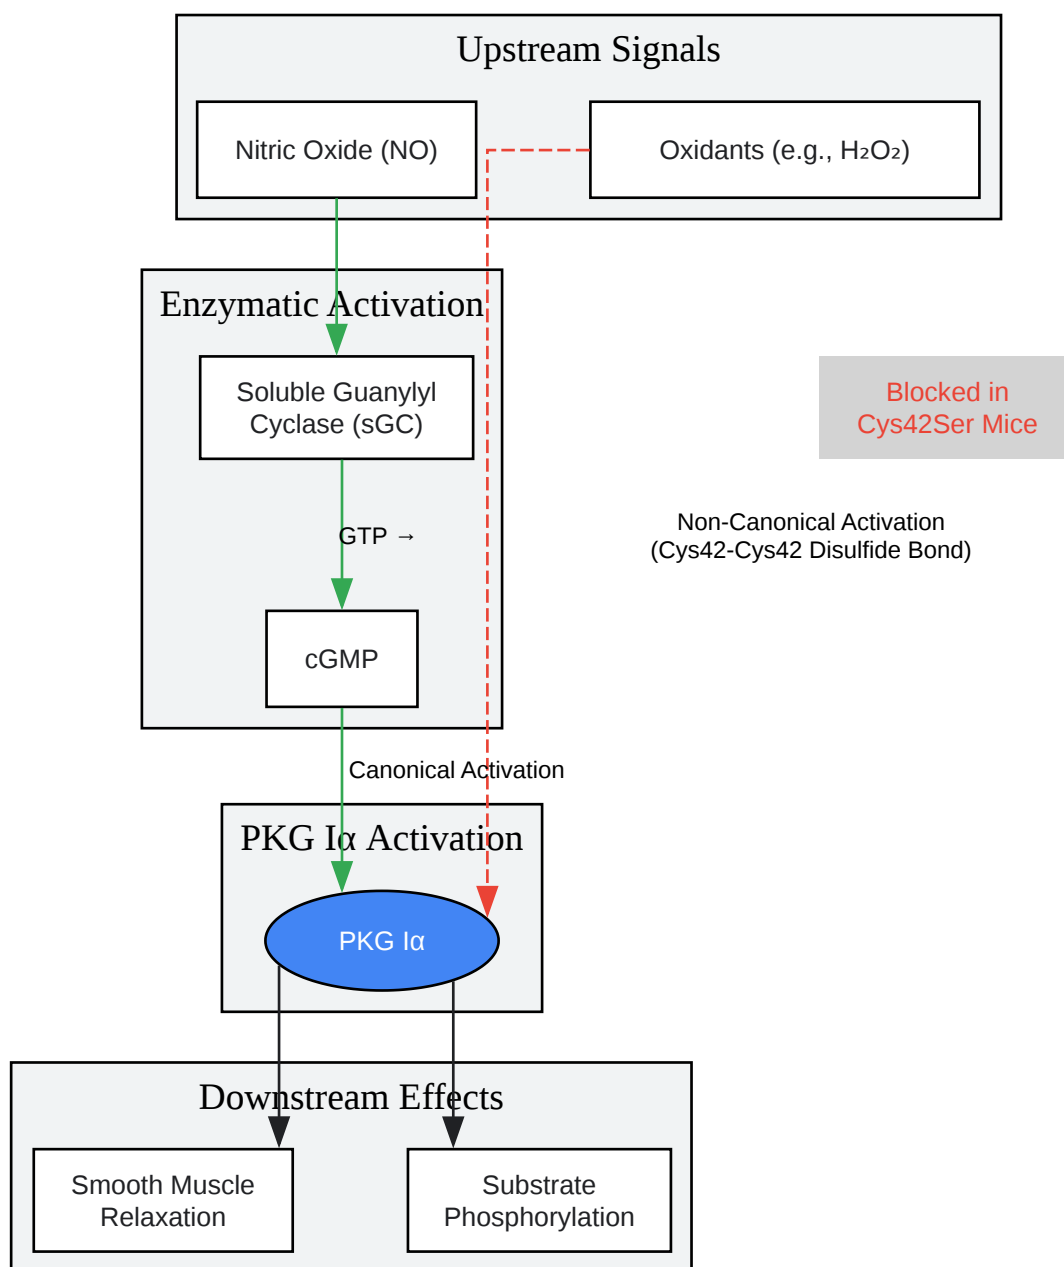 Upstream Signals
Nitric Oxide (NO)
Oxidants (e.g., H₂O₂)
Enzymatic Activation
Soluble Guanylyl
Cyclase (sGC)
Blocked in
Cys42Ser Mice
GTP →
Non-Canonical Activation
(Cys42-Cys42 Disulfide Bond)
cGMP
Canonical Activation
PKG Iα Activation
PKG Iα
Downstream Effects
Smooth Muscle
Relaxation
Substrate
Phosphorylation